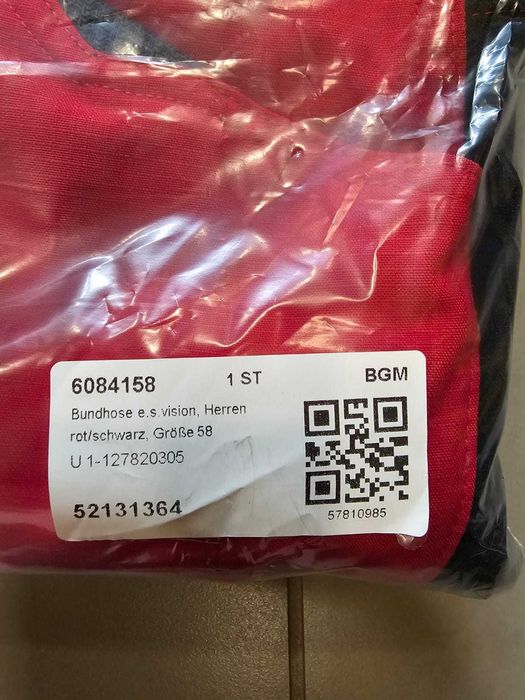 6084158 1 ST BGM
Bundhose e.s.vision, Herren
rot/schwarz, Größe 58
U 1-127820305
52131364
57810985